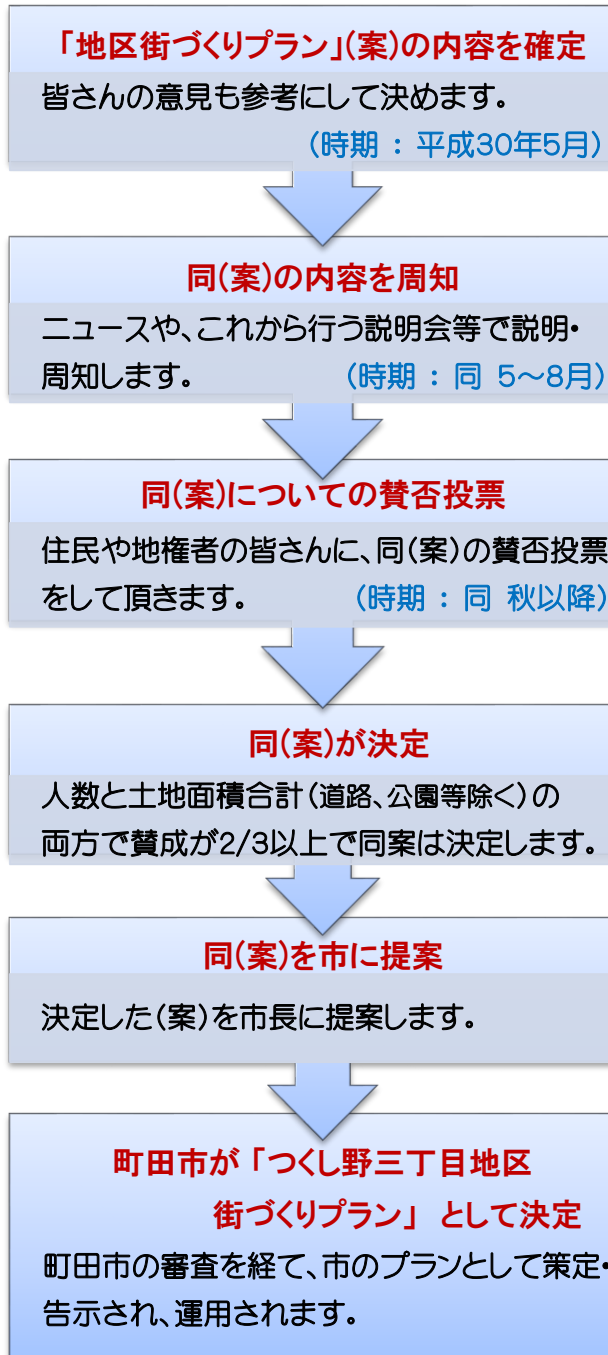 「地区街づくりプラン」(案)の内容を確定
皆さんの意見も参考にして決めます。
(時期 : 平成30年5月)
同(案)の内容を周知
ニュースや、これから行う説明会等で説明・
周知します。 (時期 : 同 5～8月)
同(案)についての賛否投票
住民や地権者の皆さんに、同(案)の賛否投票
をして頂きます。 (時期 : 同 秋以降)
同(案)が決定
人数と土地面積合計(道路、公園等除く)の
両方で賛成が2/3以上で同案は決定します。
同(案)を市に提案
決定した(案)を市長に提案します。
町田市が「つくし野三丁目地区
街づくりプラン」 として決定
町田市の審査を経て、市のプランとして策定・
告示され、運用されます。